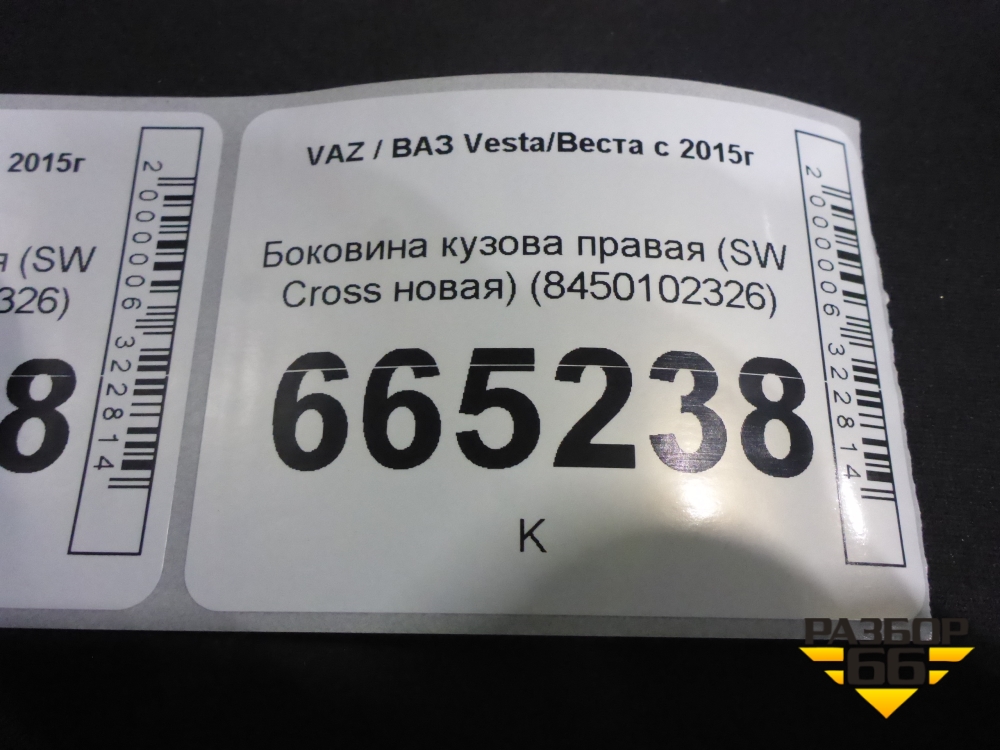 2015г
я (SW
326)
8
2000006322814
VAZ / ВАЗ Vesta/Веста с 2015г
Боковина кузова правая (SW
Cross новая) (8450102326)
665238
К
2000006322814
РАЗБОР
66